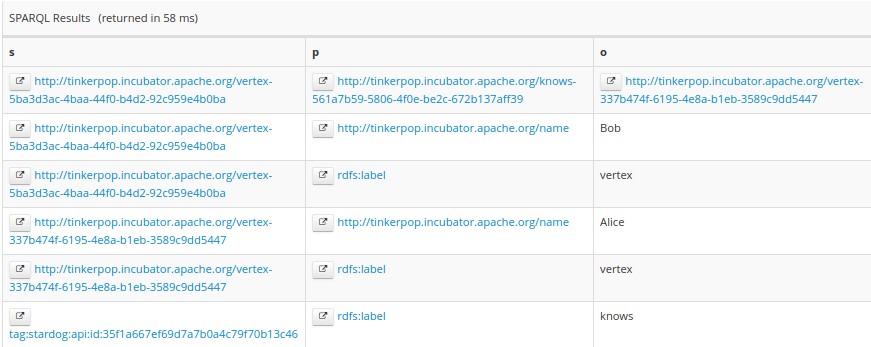 SPARQL Results (returned in 58 ms)
s p o
http://tinkerpop.incubator.apache.org/vertex- http://tinkerpop.incubator.apache.org/knows- http://tinkerpop.incubator.apache.org/vertex-
5ba3d3ac-4baa-44f0-b4d2-92c959e4b0ba 561a7b59-5806-4f0e-be2c-672b137aff39 337b474f-6195-4e8a-b1eb-3589c9dd5447
http://tinkerpop.incubator.apache.org/vertex- http://tinkerpop.incubator.apache.org/name Bob
5ba3d3ac-4baa-44f0-b4d2-92c959e4b0ba
http://tinkerpop.incubator.apache.org/vertex- rdfs:label vertex
5ba3d3ac-4baa-44f0-b4d2-92c959e4b0ba
http://tinkerpop.incubator.apache.org/vertex- http://tinkerpop.incubator.apache.org/name Alice
337b474f-6195-4e8a-b1eb-3589c9dd5447
http://tinkerpop.incubator.apache.org/vertex- rdfs:label vertex
337b474f-6195-4e8a-b1eb-3589c9dd5447
rdfs:label knows
tag:stardog:api:id:35f1a667ef69d7a7b0a4c79f70b13c46